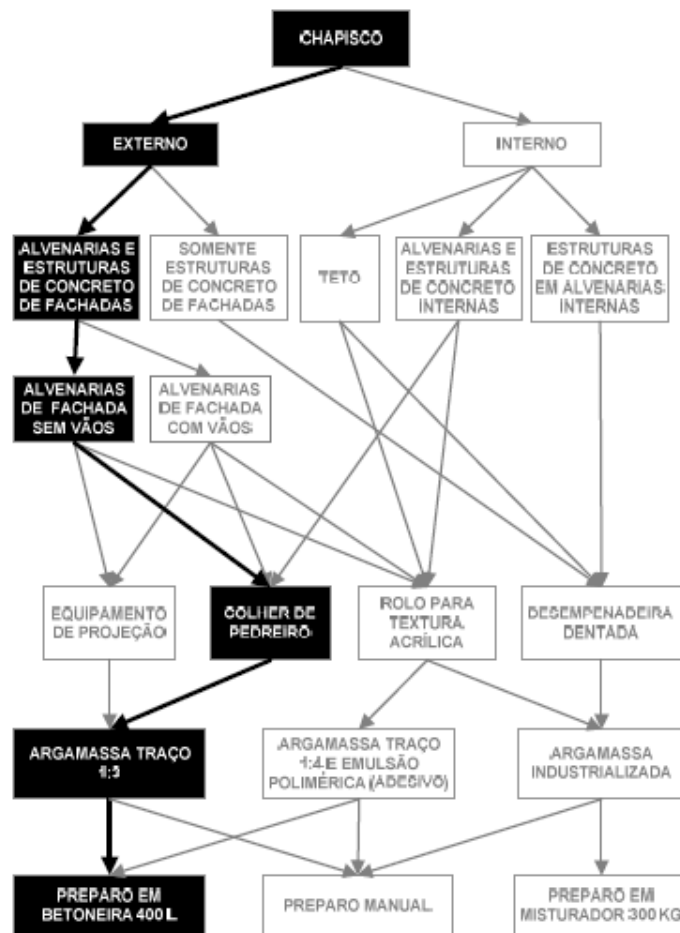 CHAPISCO
EXTERNO
INTERNO
ALVENARIAS E
ESTRUTURAS
DE CONCRETO
DE FACHADAS
SOMENTE
ESTRUTURAS
DE CONCRETO
DE FACHADAS
TETO
ALVENARIAS E
ESTRUTURAS
DE CONCRETO
INTERNAS
ESTRUTURAS
DE CONCRETO
EM ALVENARIAS
INTERNAS
ALVENARIAS
DE FACHADA
SEM VÃOS
ALVENARIAS
DE FACHADA
COM VÃOS
EQUIPAMENTO
DE PROJEÇÃO
COLHER DE
PEDREIRO
ROLO PARA
TEXTURA
ACRÍLICA
DESEMPENADEIRA
DENTADA
ARGAMASSA TRAÇO
1:3
ARGAMASSA TRAÇO
1:4 E EMULSÃO
POLIMÉRICA (ADESIVO)
ARGAMASSA
INDUSTRIALIZADA
PREPARO EM
BETONEIRA 400 L
PREPARO MANUAL
PREPARO EM
MISTURADOR 300 KG